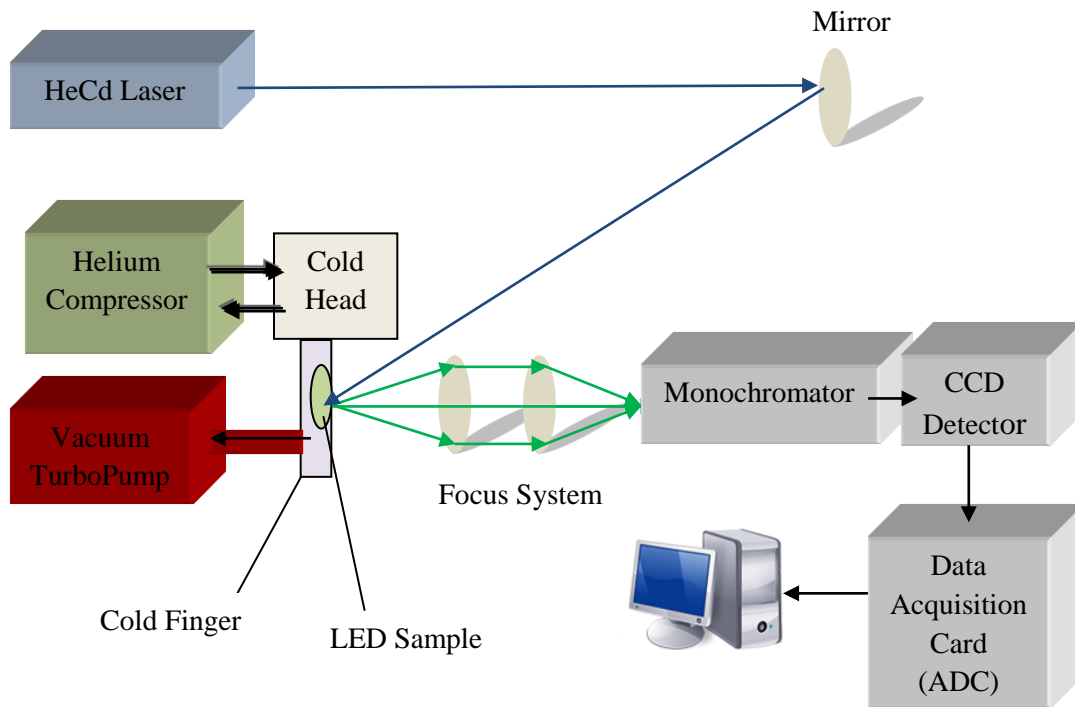 Mirror
HeCd Laser
Helium
Compressor
Cold
Head
Vacuum
TurboPump
Monochromator
CCD
Detector
Focus System
Cold Finger
LED Sample
Data
Acquisition
Card
(ADC)